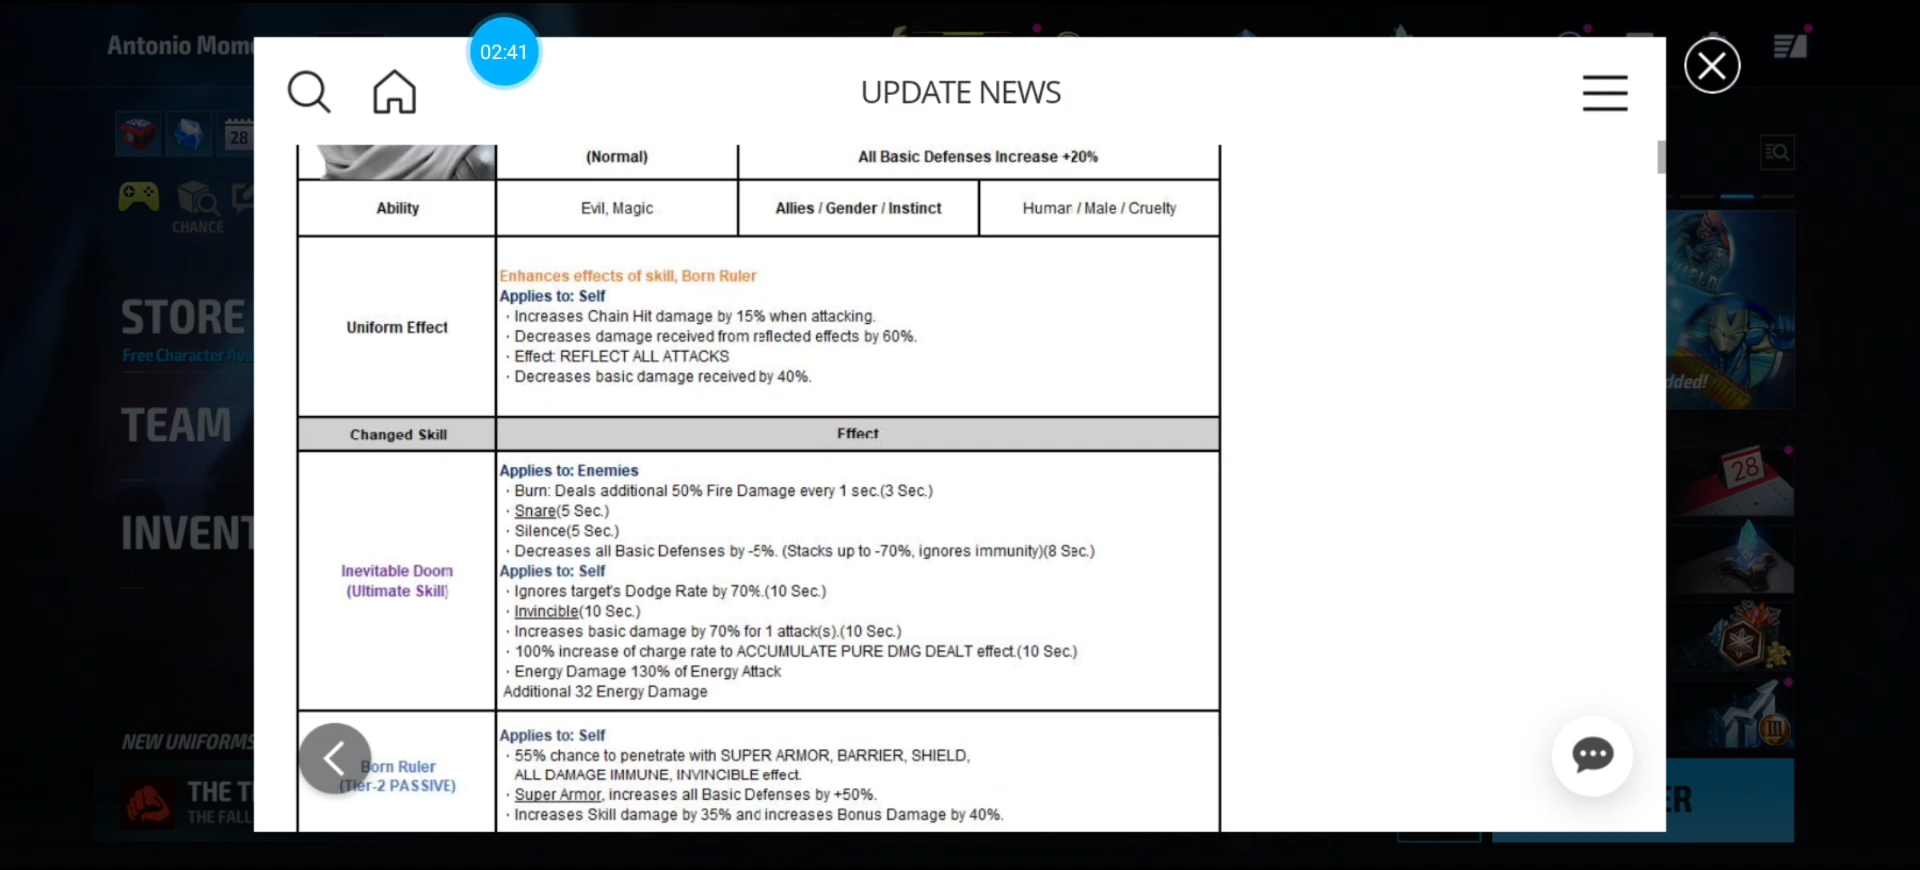 Antonio Mom
02:41
UPDATE NEWS
28
CHANCE
STORE
Free Character Ava
TEAM
INVENT
NEW UNIFORMS
THE T
THE FALL
(Normal)
All Basic Defenses Increase +20%
Ability
Evil, Magic
Allies / Gender / Instinct
Human / Male / Cruelty
Uniform Effect
Enhances effects of skill, Born Ruler
Applies to: Self
· Increases Chain Hit damage by 15% when attacking.
· Decreases damage received from reflected effects by 60%.
· Effect: REFLECT ALL ATTACKS
· Decreases basic damage received by 40%.
Changed Skill
Effect
Inevitable Doom
(Ultimate Skill)
Applies to: Enemies
· Burn: Deals additional 50% Fire Damage every 1 sec.(3 Sec.)
· Snare(5 Sec.)
· Silence(5 Sec.)
· Decreases all Basic Defenses by -5%. (Stacks up to -70%, ignores immunity)(8 Sec.)
Applies to: Self
· Ignores target's Dodge Rate by 70%.(10 Sec.)
· Invincible(10 Sec.)
· Increases basic damage by 70% for 1 attack(s).(10 Sec.)
· 100% increase of charge rate to ACCUMULATE PURE DMG DEALT effect.(10 Sec.)
· Energy Damage 130% of Energy Attack
Additional 32 Energy Damage
Born Ruler
(Tier-2 PASSIVE)
Applies to: Self
· 55% chance to penetrate with SUPER ARMOR, BARRIER, SHIELD,
ALL DAMAGE IMMUNE, INVINCIBLE effect.
· Super Armor, increases all Basic Defenses by +50%.
· Increases Skill damage by 35% and increases Bonus Damage by 40%.
dded!
28
ER